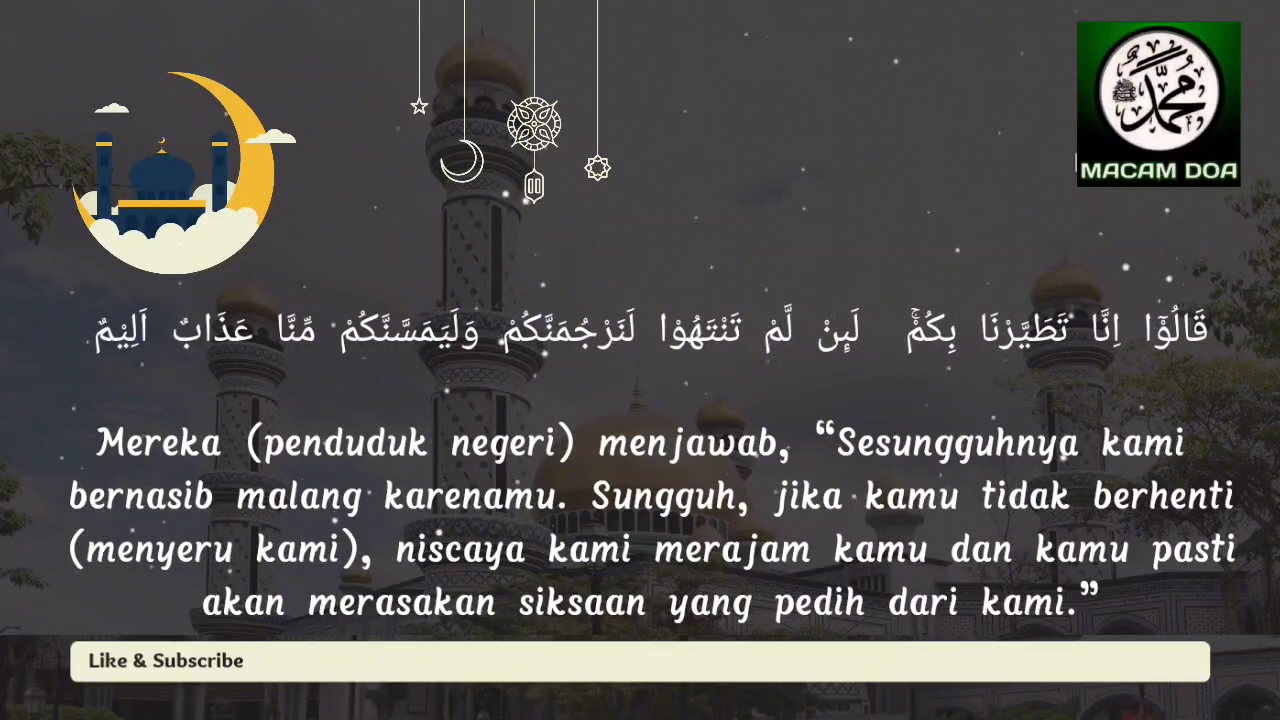 محمد
MACAM DOA
قَالُوْٓا اِنَّا تَطَيَّرْنَا بِكُمْۚ لَىِٕنْ لَّمْ تَنْتَهُوْا لَنَرْجُمَنَّكُمْ وَلَيَمَسَّنَّكُمْ مِّنَّا عَذَابٌ اَلِيْمٌ
Mereka (penduduk negeri) menjawab, “Sesungguhnya kami
bernasib malang karenamu. Sungguh, jika kamu tidak berhenti
(menyeru kami), niscaya kami merajam kamu dan kamu pasti
akan merasakan siksaan yang pedih dari kami.”
Like & Subscribe